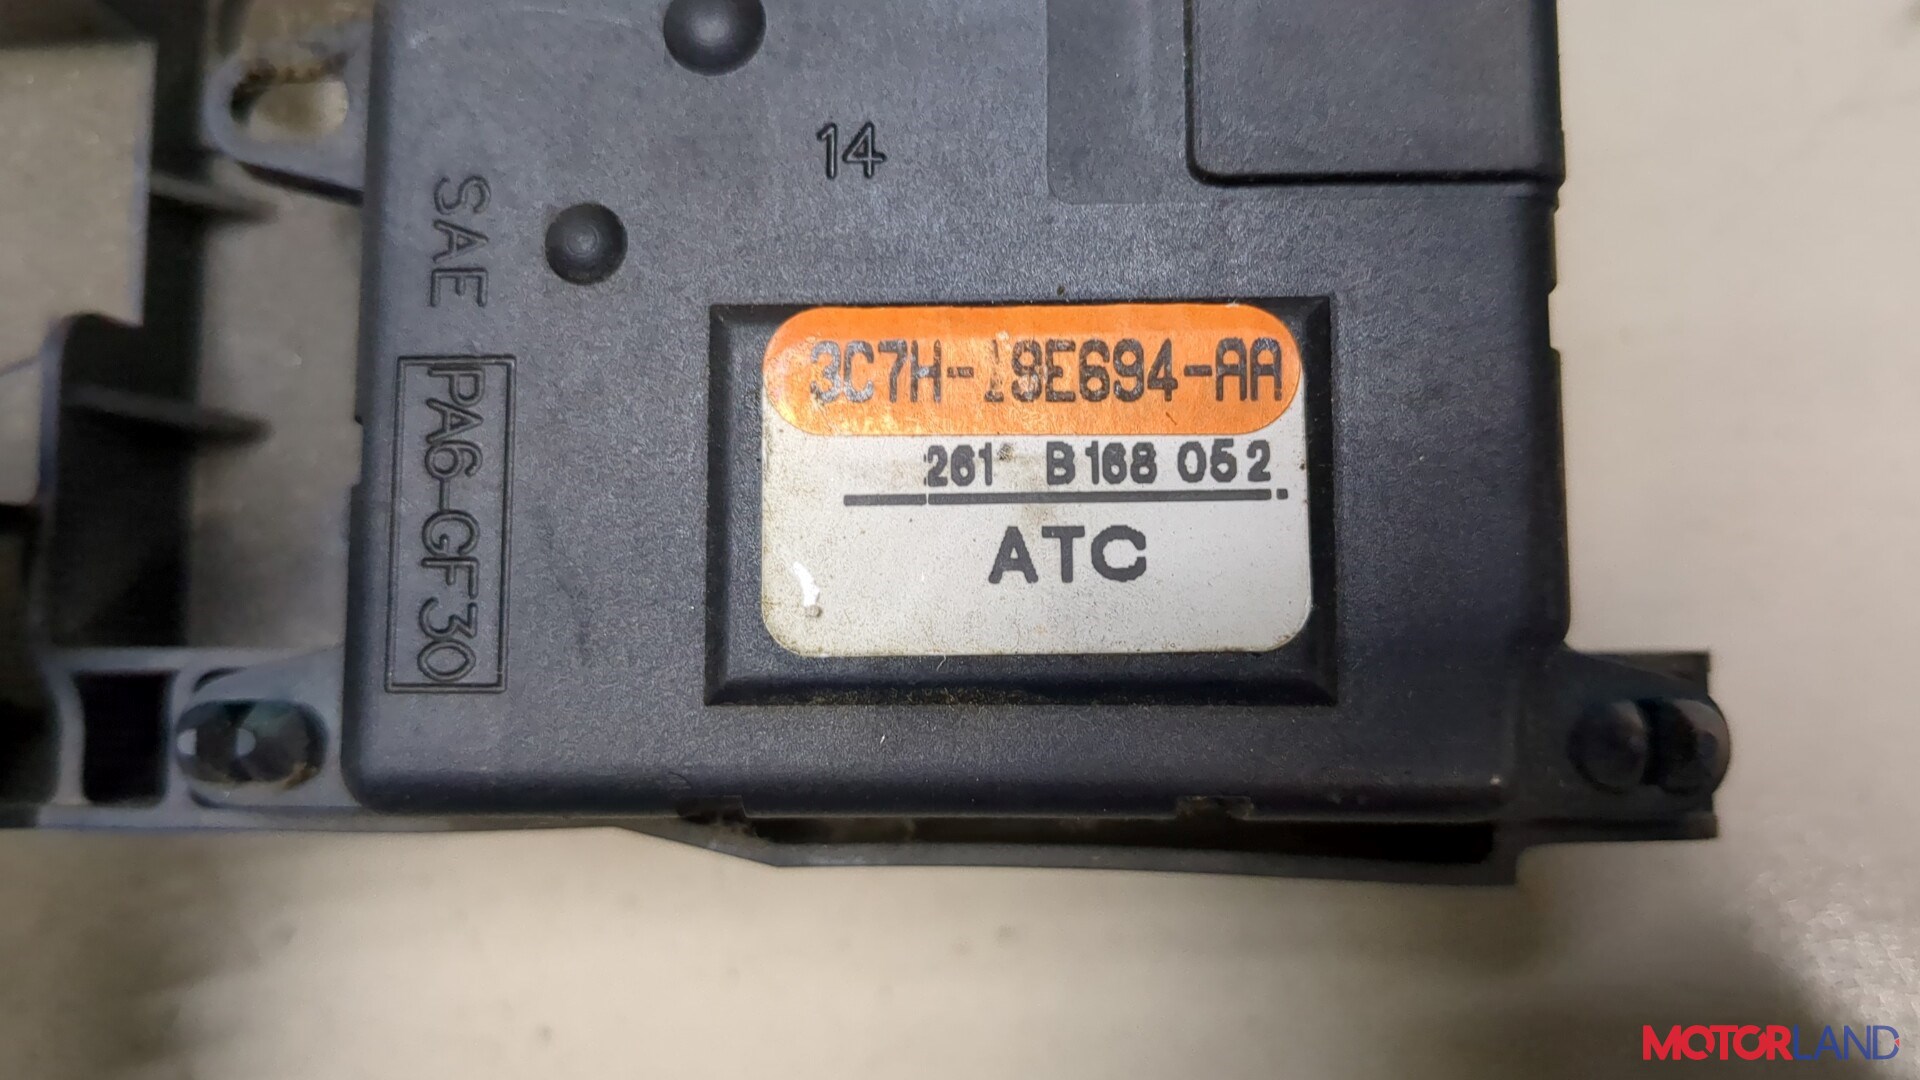 14
SAE
PA6-GF30
3C7H-19E694-AA
261 B168 052
ATC
MOTORLAND